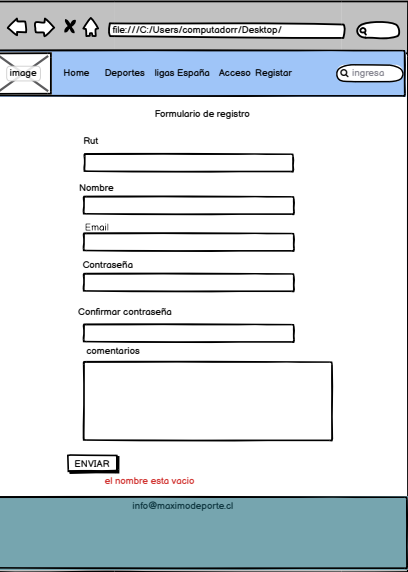 file:///C:/Users/computadorr/Desktop/
image Home Deportes ligas España Acceso Registar ingresa
Formulario de registro
Rut
Nombre
Email
Contraseña
Confirmar contraseña
comentarios
ENVIAR
el nombre esta vacio
info@maximodeporte.cl